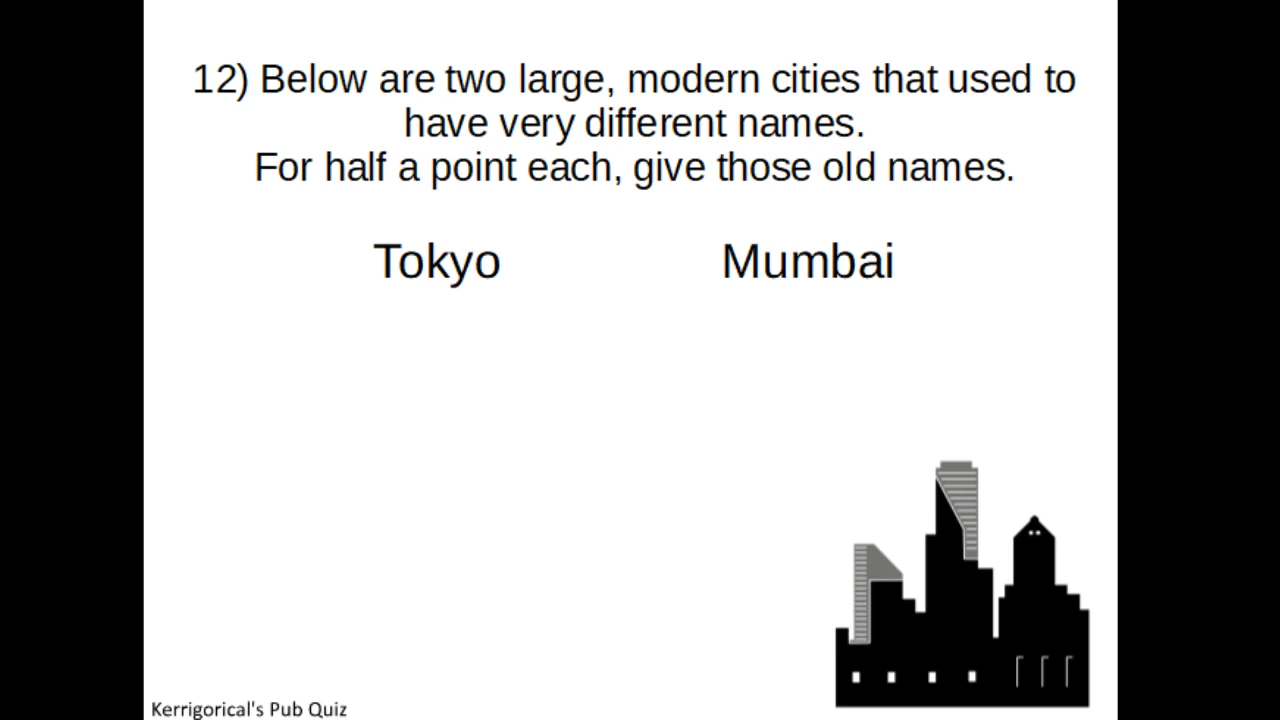 12) Below are two large, modern cities that used to
have very different names.
For half a point each, give those old names.
Tokyo
Mumbai
Kerrigorical's Pub Quiz